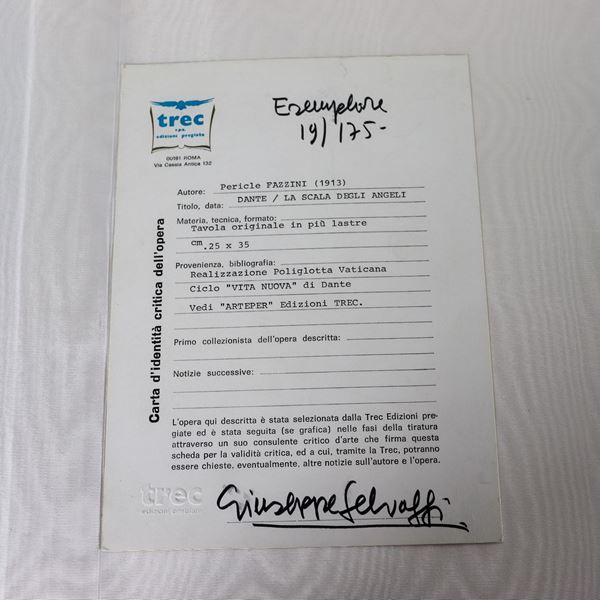 trec
s.p.a.
edizioni pregiate
00191 ROMA
Via Cassia Antica 132
Esemplare
19/175-
Carta d'identità critica dell'opera
Autore: Pericle FAZZINI (1913)
Titolo, data: DANTE / LA SCALA DEGLI ANGELI
Materia, tecnica, formato:
Tavola originale in più lastre
cm.25 x 35
Provenienza, bibliografia:
Realizzazione Poliglotta Vaticana
Ciclo "VITA NUOVA" di Dante
Vedi "ARTEPER" Edizioni TREC.
Primo collezionista dell'opera descritta:
Notizie successive:
L'opera qui descritta è stata selezionata dalla Trec Edizioni pre-
giate ed è stata seguita (se grafica) nelle fasi della tiratura
attraverso un suo consulente critico d'arte che firma questa
scheda per la validità critica, ed a cui, tramite la Trec, potranno
essere chieste, eventualmente, altre notizie sull'autore e l'opera.
trec
edizioni pregiate
Giuseppe Selvaggi